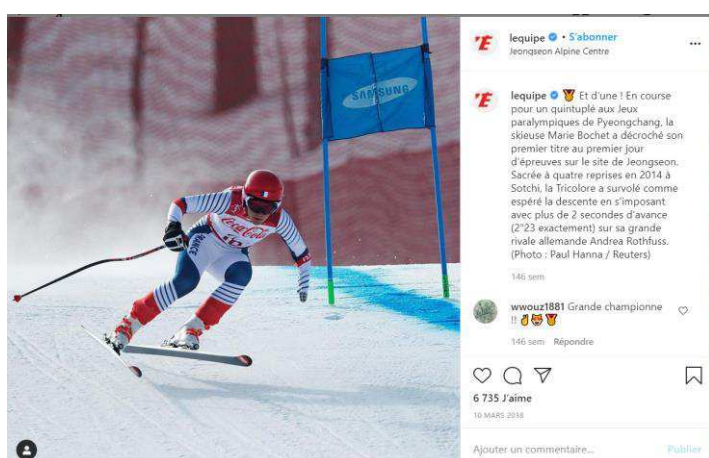 SAMSUNG
Coca-Cola
16
FRANCE
lequipe • S'abonner
Jeongseon Alpine Centre
lequipe 🏅 Et d'une ! En course
pour un quintuplé aux Jeux
paralympiques de Pyeongchang, la
skieuse Marie Bochet a décroché son
premier titre au premier jour
d'épreuves sur le site de Jeongseon.
Sacrée à quatre reprises en 2014 à
Sotchi, la Tricolore a survolé comme
espéré la descente en s'imposant
avec plus de 2 secondes d'avance
(2"23 exactement) sur sa grande
rivale allemande Andrea Rothfuss.
(Photo : Paul Hanna / Reuters)
146 sem
wwouz1881 Grande championne
!!
146 sem Répondre
6 735 J'aime
10 MARS 2018
Ajouter un commentaire... Publier